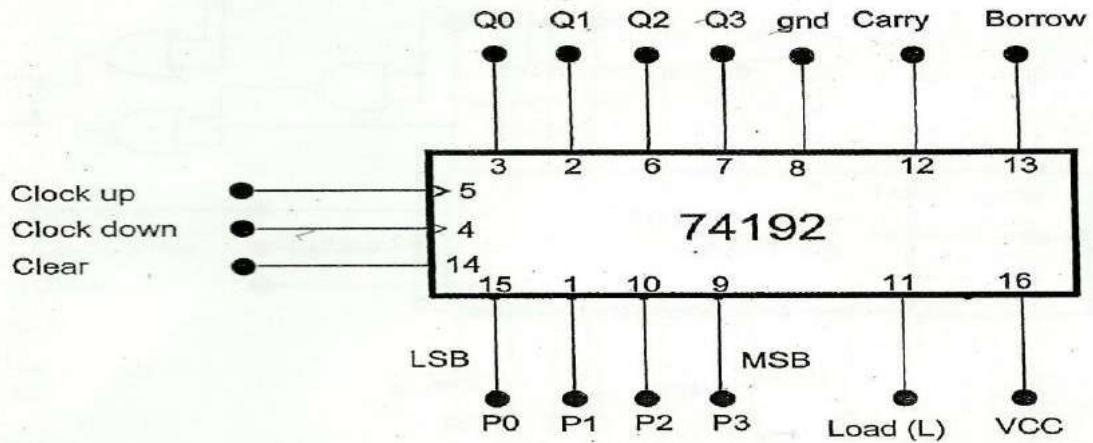 Q0 Q1 Q2 Q3 gnd Carry Borrow
3 2 6 7 8 12 13
Clock up 5
Clock down 4
74192
Clear 14
15 1 10 9 11 16
LSB MSB
P0 P1 P2 P3 Load (L) VCC